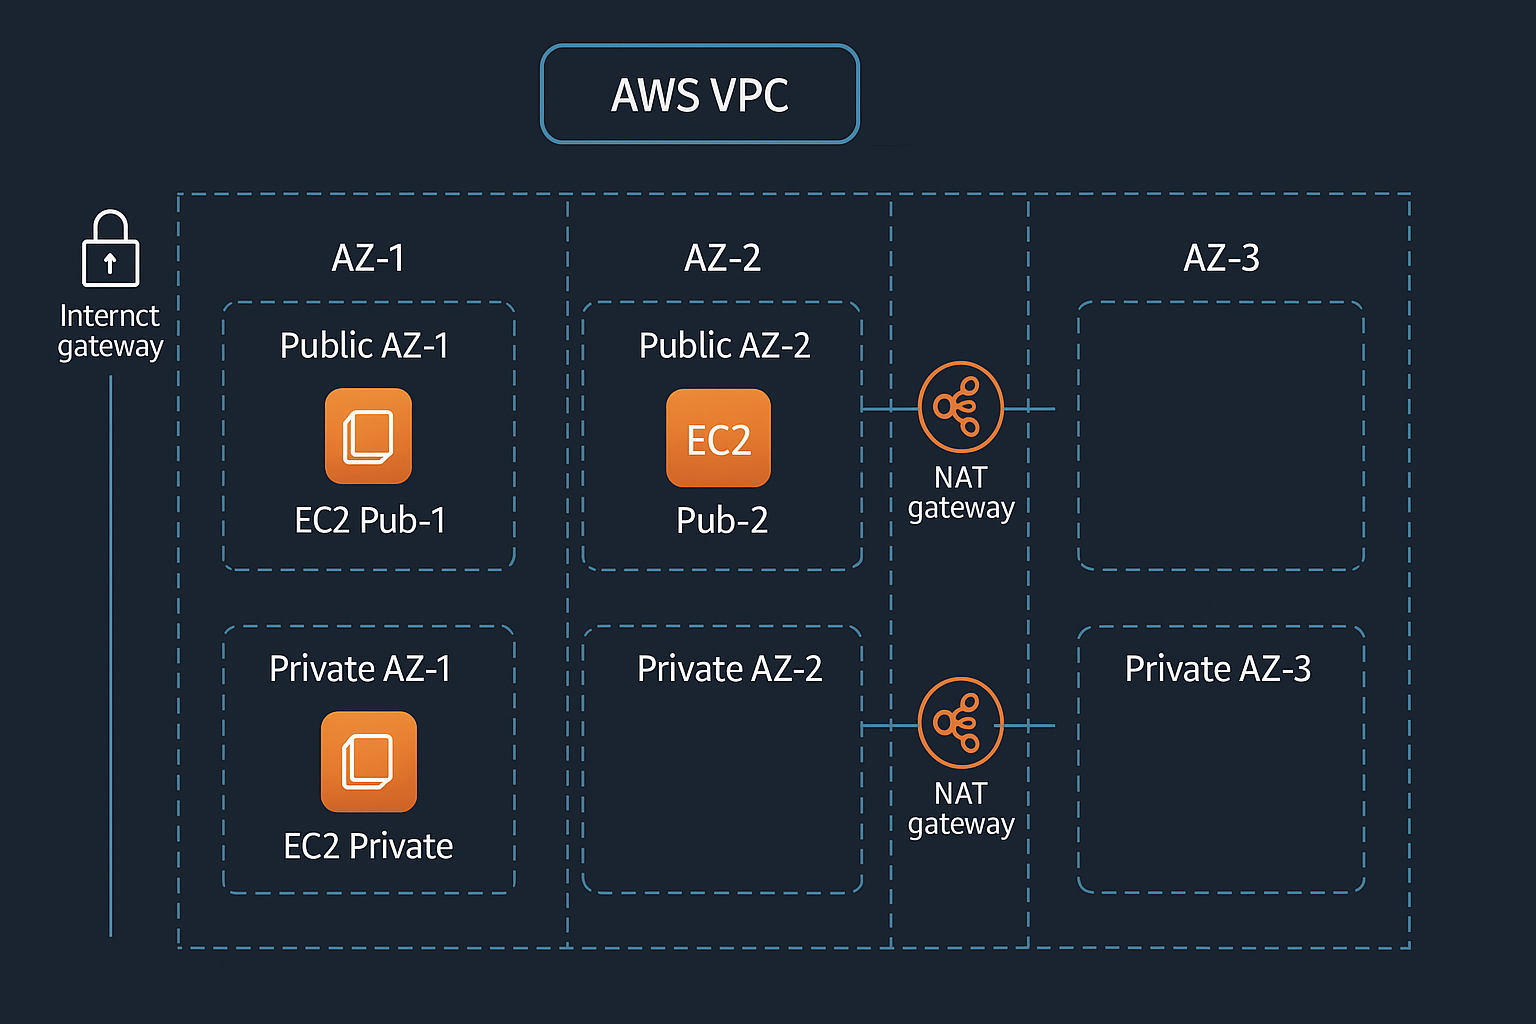 AWS VPC
Internct
gateway
AZ-1
AZ-2
AZ-3
Public AZ-1
EC2 Pub-1
Public AZ-2
EC2
Pub-2
NAT
gateway
Private AZ-1
EC2 Private
Private AZ-2
NAT
gateway
Private AZ-3